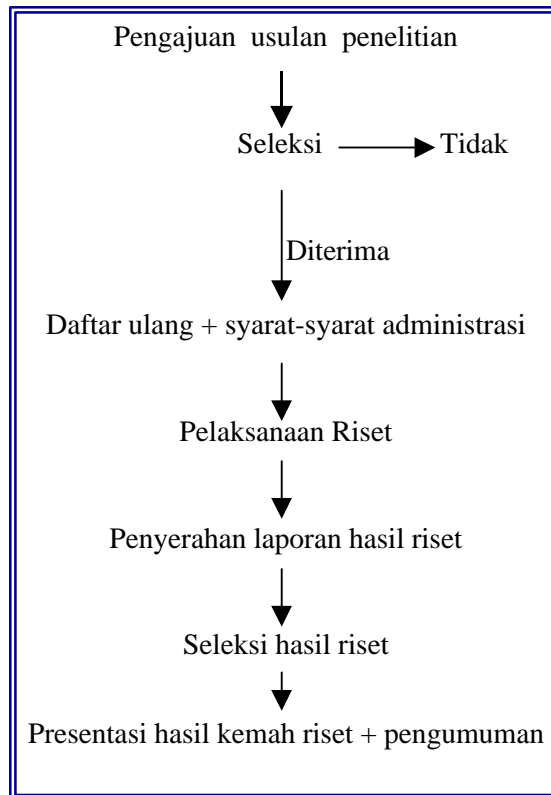 Pengajuan usulan penelitian
Seleksi
Tidak
Diterima
Daftar ulang + syarat-syarat administrasi
Pelaksanaan Riset
Penyerahan laporan hasil riset
Seleksi hasil riset
Presentasi hasil kemah riset + pengumuman